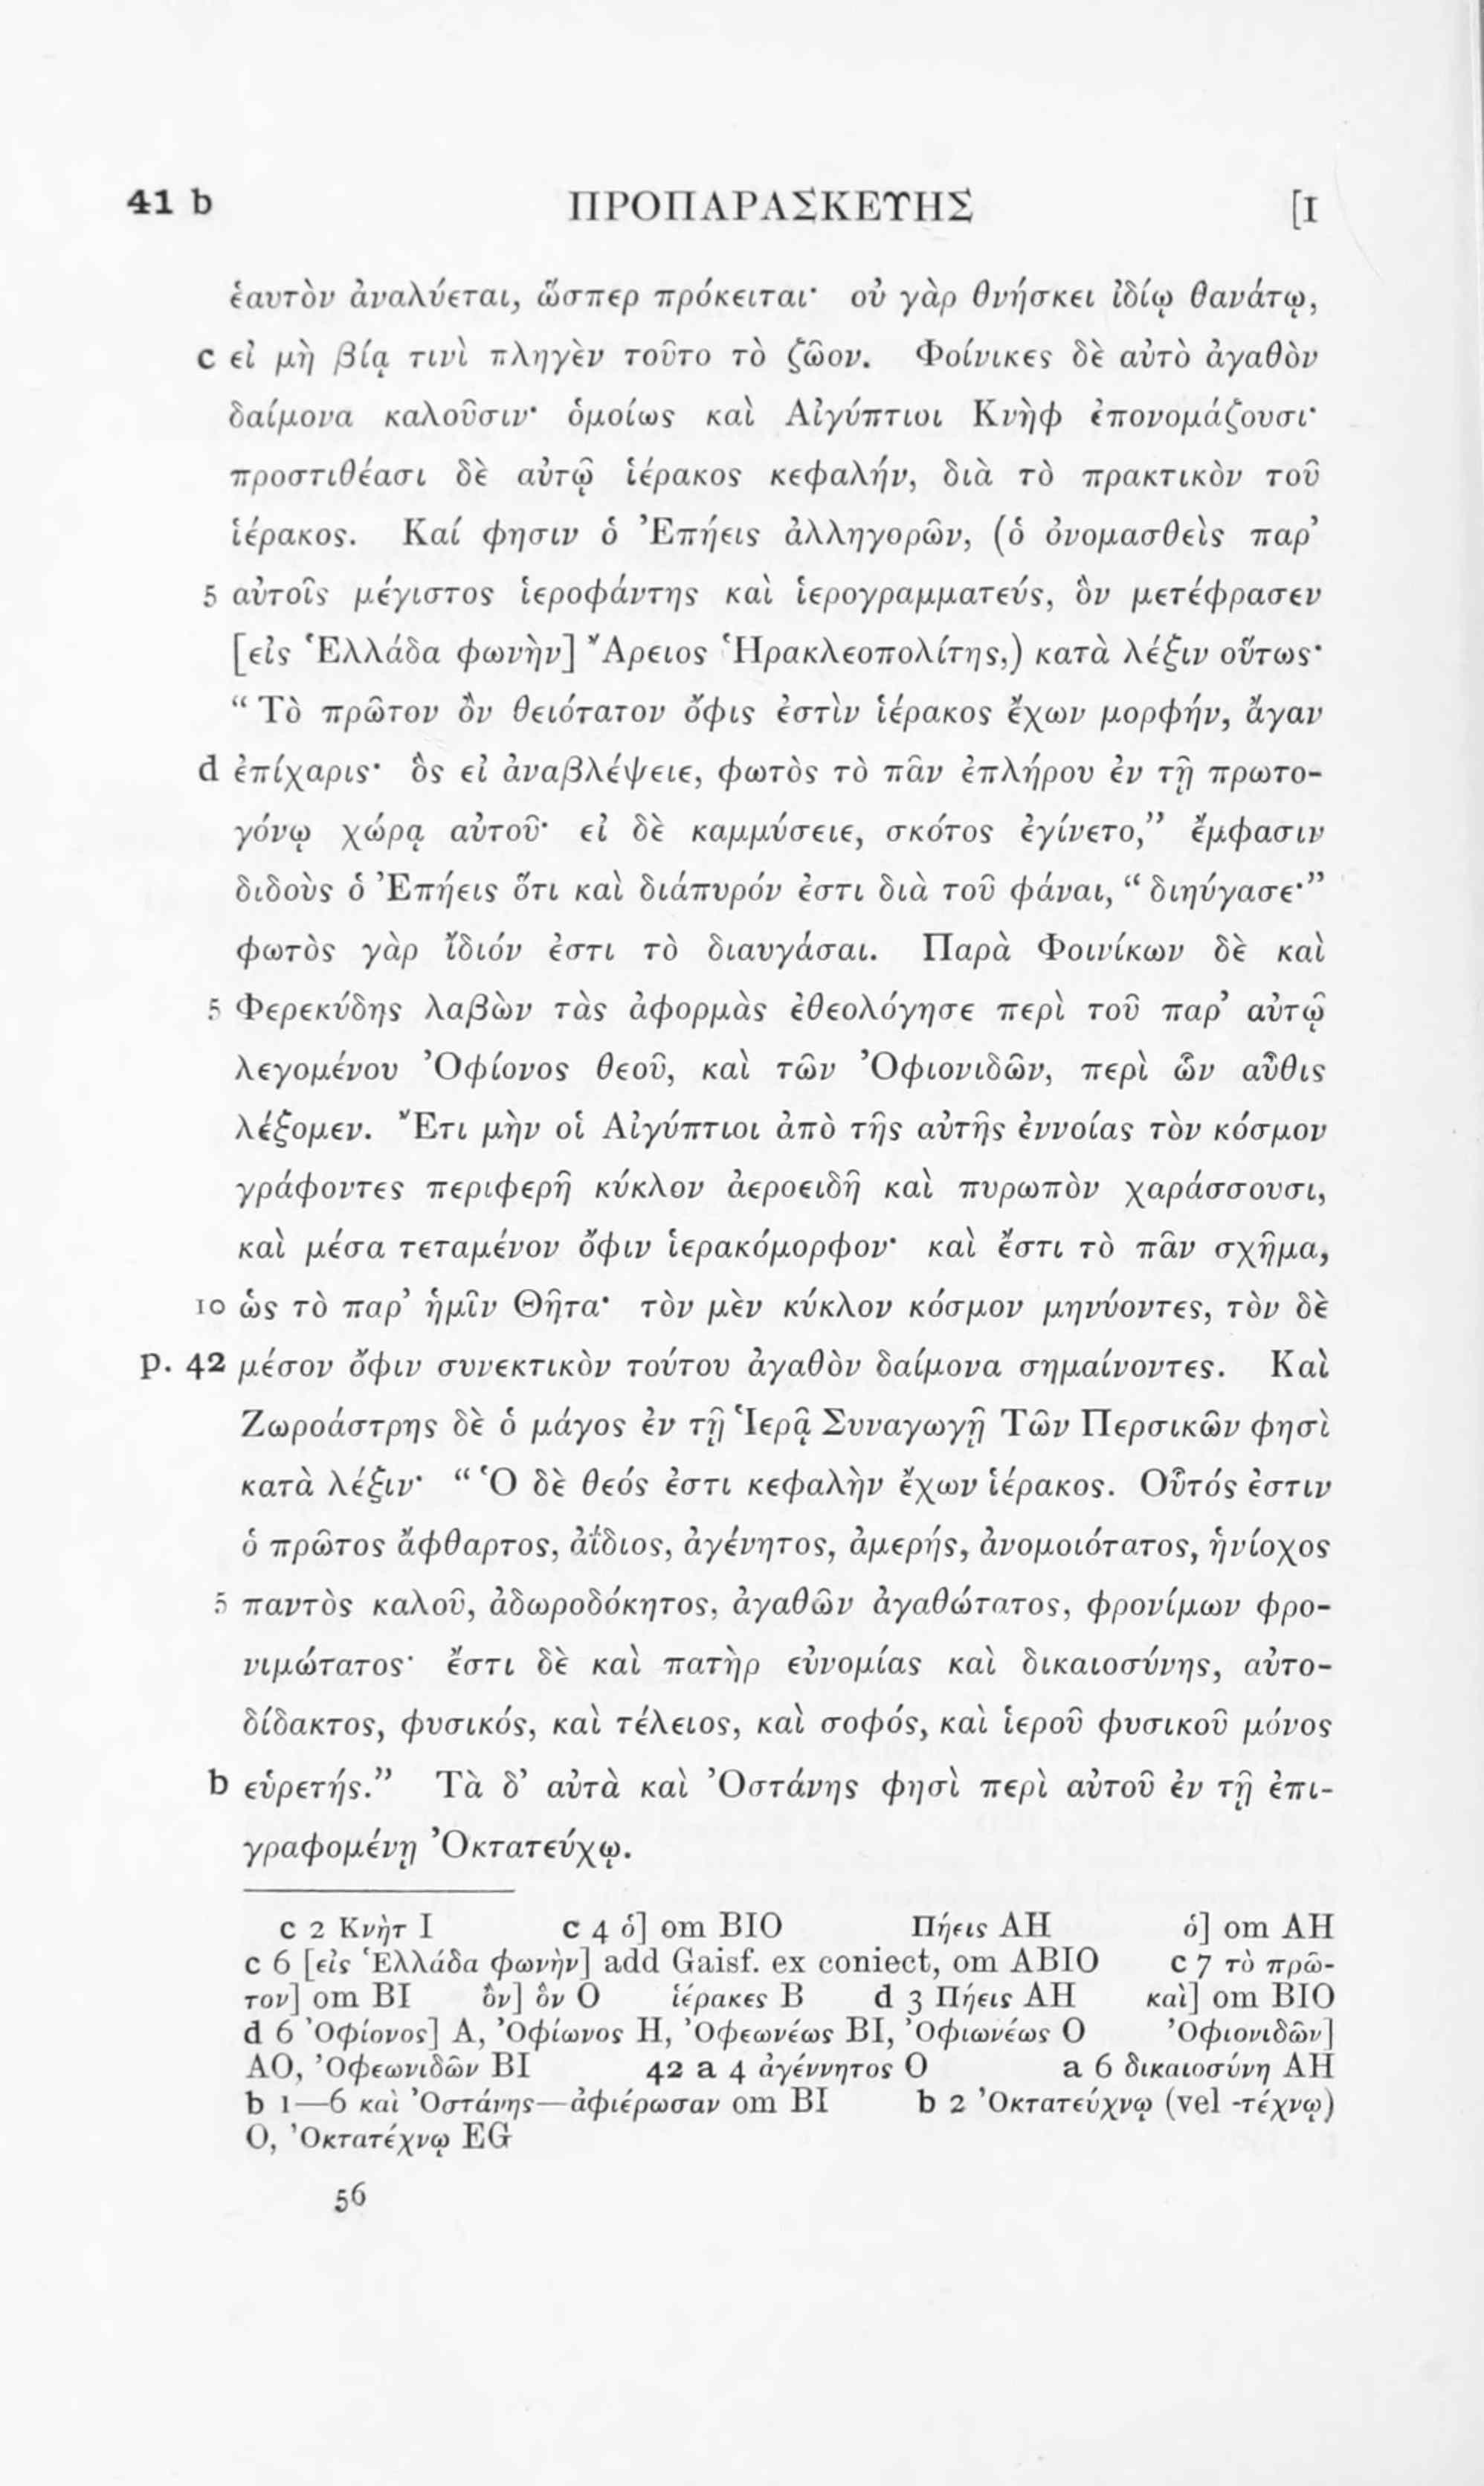 41 b ΠΡΟΠΑΡΑΣΚΕΥΗΣ [I
ἑαυτὸν ἀναλύεται, ὥσπερ πρόκειται· οὐ γὰρ θνήσκει ἰδίῳ θανάτῳ,
c εἰ μὴ βίᾳ τινὶ πληγὲν τοῦτο τὸ ζῶον. Φοίνικες δὲ αὐτὸ ἀγαθὸν
δαίμονα καλοῦσιν· ὁμοίως καὶ Αἰγύπτιοι Κνὴφ ἐπονομάζουσι·
προστιθέασι δὲ αὐτῷ ἱέρακος κεφαλήν, διὰ τὸ πρακτικὸν τοῦ
ἱέρακος. Καί φησιν ὁ Ἐπήεις ἀλληγορῶν, (ὁ ὀνομασθεὶς παρ’
5 αὐτοῖς μέγιστος ἱεροφάντης καὶ ἱερογραμματεύς, ὃν μετέφρασεν
[εἰς Ἑλλάδα φωνὴν] Ἄρειος Ἡρακλεοπολίτης,) κατὰ λέξιν οὕτως·
“Τὸ πρῶτον ὂν θειότατον ὄφις ἐστὶν ἱέρακος ἔχων μορφήν, ἄγαν
d ἐπίχαρις· ὃς εἰ ἀναβλέψειε, φωτὸς τὸ πᾶν ἐπλήρου ἐν τῇ πρωτο-
γόνῳ χώρᾳ αὐτοῦ· εἰ δὲ καμμύσειε, σκότος ἐγίνετο,” ἔμφασιν
διδοὺς ὁ Ἐπήεις ὅτι καὶ διάπυρόν ἐστι διὰ τοῦ φάναι, “διηύγασε·”
φωτὸς γὰρ ἴδιόν ἐστι τὸ διαυγάσαι. Παρὰ Φοινίκων δὲ καὶ
5 Φερεκύδης λαβὼν τὰς ἀφορμὰς ἐθεολόγησε περὶ τοῦ παρ’ αὐτῷ
λεγομένου Ὀφίονος θεοῦ, καὶ τῶν Ὀφιονιδῶν, περὶ ὧν αὖθις
λέξομεν. Ἔτι μὴν οἱ Αἰγύπτιοι ἀπὸ τῆς αὐτῆς ἐννοίας τὸν κόσμον
γράφοντες περιφερῆ κύκλον ἀεροειδῆ καὶ πυρωπὸν χαράσσουσι,
καὶ μέσα τεταμένον ὄφιν ἱερακόμορφον· καὶ ἔστι τὸ πᾶν σχῆμα,
10 ὡς τὸ παρ’ ἡμῖν Θῆτα· τὸν μὲν κύκλον κόσμον μηνύοντες, τὸν δὲ
p. 42 μέσον ὄφιν συνεκτικὸν τούτου ἀγαθὸν δαίμονα σημαίνοντες. Καὶ
Ζωροάστρης δὲ ὁ μάγος ἐν τῇ Ἱερᾷ Συναγωγῇ Τῶν Περσικῶν φησὶ
κατὰ λέξιν· “Ὁ δὲ θεός ἐστι κεφαλὴν ἔχων ἱέρακος. Οὗτός ἐστιν
ὁ πρῶτος ἄφθαρτος, ἀΐδιος, ἀγένητος, ἀμερής, ἀνομοιότατος, ἡνίοχος
5 παντὸς καλοῦ, ἀδωροδόκητος, ἀγαθῶν ἀγαθώτατος, φρονίμων φρο-
νιμώτατος· ἔστι δὲ καὶ πατὴρ εὐνομίας καὶ δικαιοσύνης, αὐτο-
δίδακτος, φυσικός, καὶ τέλειος, καὶ σοφός, καὶ ἱεροῦ φυσικοῦ μόνος
b εὑρετής.” Τὰ δ’ αὐτὰ καὶ Ὀστάνης φησὶ περὶ αὐτοῦ ἐν τῇ ἐπι-
γραφομένῃ Ὀκτατεύχῳ.
c 2 Κνὴτ I c 4 ὁ] om BIO Πήεις AH ὁ] om AH
c 6 [εἰς Ἑλλάδα φωνὴν] add Gaisf. ex coniect, om ABIO c 7 τὸ πρῶ-
τον] om BI ὂν] ὃν O ἱέρακες B d 3 Πήεις AH καὶ] om BIO
d 6 Ὀφίονος] A, Ὀφίωνος H, Ὀφεωνέως BI, Ὀφιωνέως O Ὀφιονιδῶν]
AO, Ὀφεωνιδῶν BI 42 a 4 ἀγέννητος O a 6 δικαιοσύνη AH
b 1—6 καὶ Ὀστάνης—ἀφιέρωσαν om BI b 2 Ὀκτατεύχνῳ (vel -τέχνῳ)
O, Ὀκτατέχνῳ EG
56